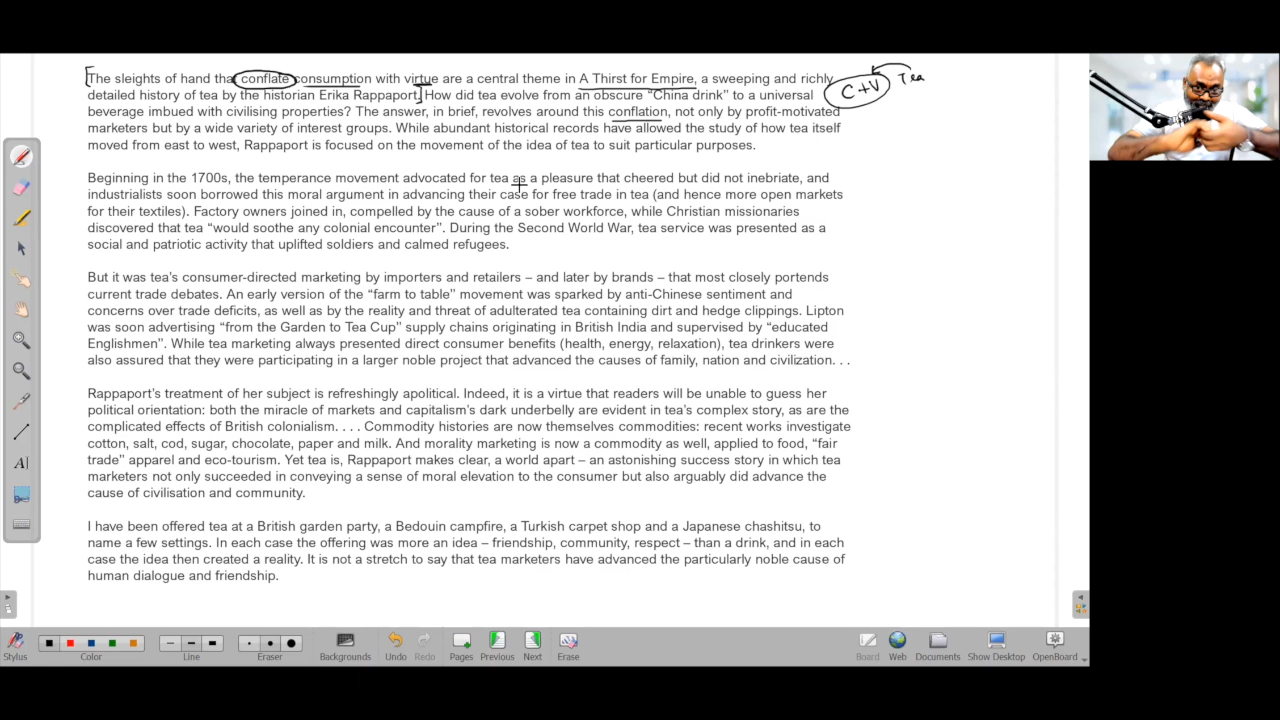 The sleights of hand that conflate consumption with virtue are a central theme in A Thirst for Empire, a sweeping and richly
detailed history of tea by the historian Erika Rappaport. How did tea evolve from an obscure “China drink” to a universal
beverage imbued with civilising properties? The answer, in brief, revolves around this conflation, not only by profit-motivated
marketers but by a wide variety of interest groups. While abundant historical records have allowed the study of how tea itself
moved from east to west, Rappaport is focused on the movement of the idea of tea to suit particular purposes.
C+V Tea
Beginning in the 1700s, the temperance movement advocated for tea as a pleasure that cheered but did not inebriate, and
industrialists soon borrowed this moral argument in advancing their case for free trade in tea (and hence more open markets
for their textiles). Factory owners joined in, compelled by the cause of a sober workforce, while Christian missionaries
discovered that tea “would soothe any colonial encounter”. During the Second World War, tea service was presented as a
social and patriotic activity that uplifted soldiers and calmed refugees.
But it was tea’s consumer-directed marketing by importers and retailers – and later by brands – that most closely portends
current trade debates. An early version of the “farm to table” movement was sparked by anti-Chinese sentiment and
concerns over trade deficits, as well as by the reality and threat of adulterated tea containing dirt and hedge clippings. Lipton
was soon advertising “from the Garden to Tea Cup” supply chains originating in British India and supervised by “educated
Englishmen”. While tea marketing always presented direct consumer benefits (health, energy, relaxation), tea drinkers were
also assured that they were participating in a larger noble project that advanced the causes of family, nation and civilization. . .
Rappaport’s treatment of her subject is refreshingly apolitical. Indeed, it is a virtue that readers will be unable to guess her
political orientation: both the miracle of markets and capitalism’s dark underbelly are evident in tea’s complex story, as are the
complicated effects of British colonialism. . . . Commodity histories are now themselves commodities: recent works investigate
cotton, salt, cod, sugar, chocolate, paper and milk. And morality marketing is now a commodity as well, applied to food, “fair
trade” apparel and eco-tourism. Yet tea is, Rappaport makes clear, a world apart – an astonishing success story in which tea
marketers not only succeeded in conveying a sense of moral elevation to the consumer but also arguably did advance the
cause of civilisation and community.
I have been offered tea at a British garden party, a Bedouin campfire, a Turkish carpet shop and a Japanese chashitsu, to
name a few settings. In each case the offering was more an idea – friendship, community, respect – than a drink, and in each
case the idea then created a reality. It is not a stretch to say that tea marketers have advanced the particularly noble cause of
human dialogue and friendship.
Stylus Color Line Eraser Backgrounds Undo Redo Pages Previous Next Erase Board Web Documents Show Desktop OpenBoard